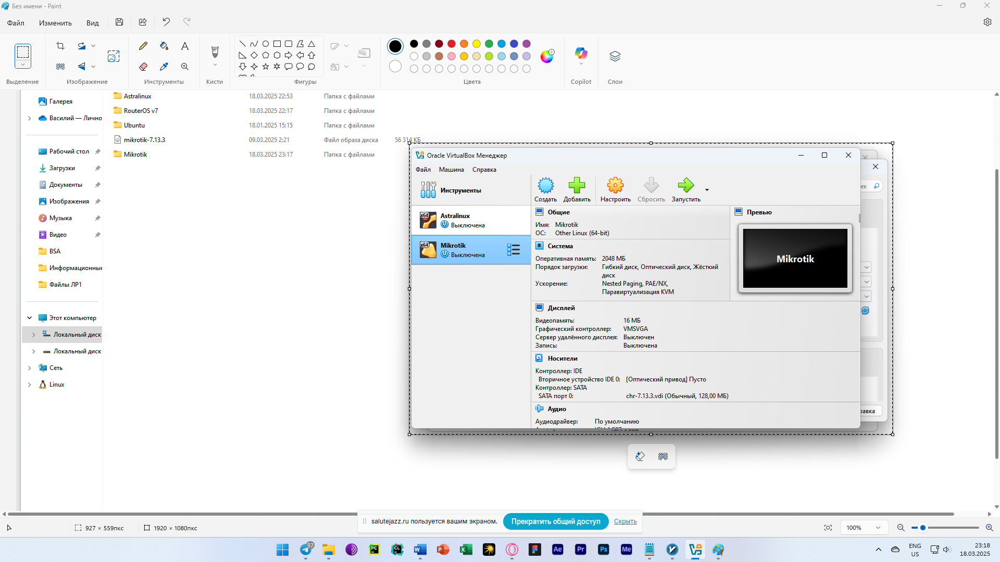 Без имени - Paint
Файл Изменить Вид
Выделение Изображение Инструменты Кисти Фигуры Цвета Copilot Слои
Галерея
Василий — Лично
Рабочий стол
Загрузки
Документы
Изображения
Музыка
Видео
BSA
Информационные
Файлы ЛР1
Этот компьютер
Локальный диск
Локальный диск
Сеть
Linux
Astralinux 18.03.2025 22:53 Папка с файлами
RouterOS v7 18.03.2025 22:17 Папка с файлами
Ubuntu 18.01.2025 15:15 Папка с файлами
mikrotik-7.13.3 09.03.2025 2:21 Файл образа диска 56 314 КБ
Mikrotik 18.03.2025 23:17 Папка с файлами
Oracle VirtualBox Менеджер
Файл Машина Справка
Инструменты
Создать Добавить Настроить Сбросить Запустить
x64 Astralinux
Выключена
x64 Mikrotik
Выключена
Общие
Имя: Mikrotik
ОС: Other Linux (64-bit)
Превью
Mikrotik
Система
Оперативная память: 2048 МБ
Порядок загрузки: Гибкий диск, Оптический диск, Жёсткий
диск
Ускорение: Nested Paging, PAE/NX,
Паравиртуализация KVM
Дисплей
Видеопамять: 16 МБ
Графический контроллер: VMSVGA
Сервер удалённого дисплея: Выключен
Запись: Выключена
Носители
Контроллер: IDE
Вторичное устройство IDE 0: [Оптический привод] Пусто
Контроллер: SATA
SATA порт 0: chr-7.13.3.vdi (Обычный, 128,00 МБ)
Аудио
Аудиодрайвер: По умолчанию
ек
равка
salutejazz.ru пользуется вашим экраном. Прекратить общий доступ Скрыть
927 × 559пкс 1920 × 1080пкс 100%
97 PC CL W P X Ae Pr Ps Me
ENG
US
23:18
18.03.2025